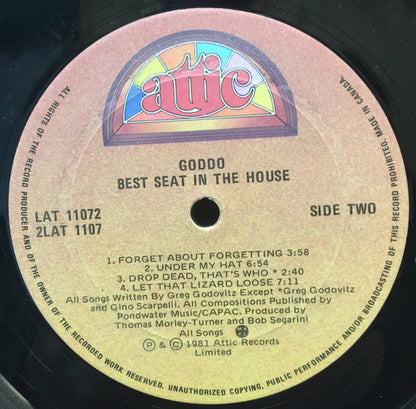 attic
GODDO
BEST SEAT IN THE HOUSE
LAT 11072
2LAT 1107
SIDE TWO
1. FORGET ABOUT FORGETTING 3:58
2. UNDER MY HAT 6:54
3. DROP DEAD, THAT'S WHO * 2:40
4. LET THAT LIZARD LOOSE 7:11
All Songs Written By Greg Godovitz Except *Greg Godovitz
and Gino Scarpelli. All Compositions Published by
Pondwater Music/CAPAC. Produced by
Thomas Morley-Turner and Bob Segarini
All Songs
℗ & © 1981 Attic Records
Limited
ALL RIGHTS OF THE RECORD PRODUCER AND OF THE OWNER OF THE RECORDED WORK RESERVED. UNAUTHORIZED COPYING, PUBLIC PERFORMANCE AND/OR BROADCASTING OF THIS RECORD PROHIBITED. MADE IN CANADA.